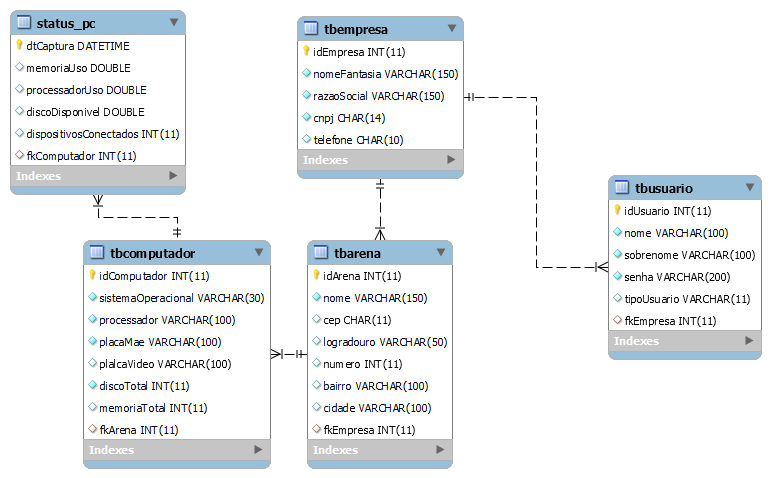 status_pc
dtCaptura DATETIME
memoriaUso DOUBLE
processadorUso DOUBLE
discoDisponivel DOUBLE
dispositivosConectados INT(11)
fkComputador INT(11)
Indexes
tbempresa
idEmpresa INT(11)
nomeFantasia VARCHAR(150)
razaoSocial VARCHAR(150)
cnpj CHAR(14)
telefone CHAR(10)
Indexes
tbusuario
idUsuario INT(11)
nome VARCHAR(100)
sobrenome VARCHAR(100)
senha VARCHAR(200)
tipoUsuario VARCHAR(11)
fkEmpresa INT(11)
Indexes
tbcomputador
idComputador INT(11)
sistemaOperacional VARCHAR(30)
processador VARCHAR(100)
placaMae VARCHAR(100)
plalcaVideo VARCHAR(100)
discoTotal INT(11)
memoriaTotal INT(11)
fkArena INT(11)
Indexes
tbarena
idArena INT(11)
nome VARCHAR(150)
cep CHAR(11)
logradouro VARCHAR(50)
numero INT(11)
bairro VARCHAR(100)
cidade VARCHAR(100)
fkEmpresa INT(11)
Indexes